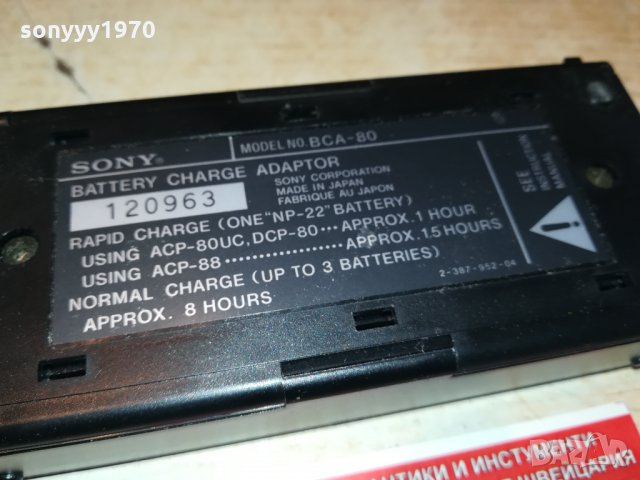 sonyyy1970
SONY
MODEL NO. BCA-80
BATTERY CHARGE ADAPTOR
120963
SONY CORPORATION
MADE IN JAPAN
FABRIQUE AU JAPON
RAPID CHARGE (ONE "NP-22" BATTERY)
USING ACP-80UC, DCP-80··· APPROX. 1 HOUR
USING ACP-88 ·················· APPROX. 1.5 HOURS
NORMAL CHARGE (UP TO 3 BATTERIES)
APPROX. 8 HOURS
SEE
INSTRUCTION
MANUAL
2-387-952-04
И ИНСТУМЕНТИ
ШВЕЙЦАРИЯ